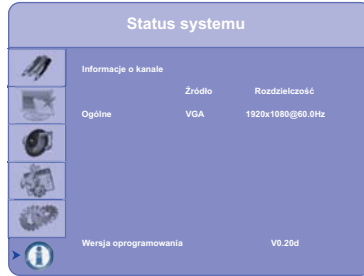 Status systemu
Informacje o kanale
Źródło Rozdzielczość
Ogólne VGA 1920x1080@60.0Hz
Wersja oprogramowania V0.20d